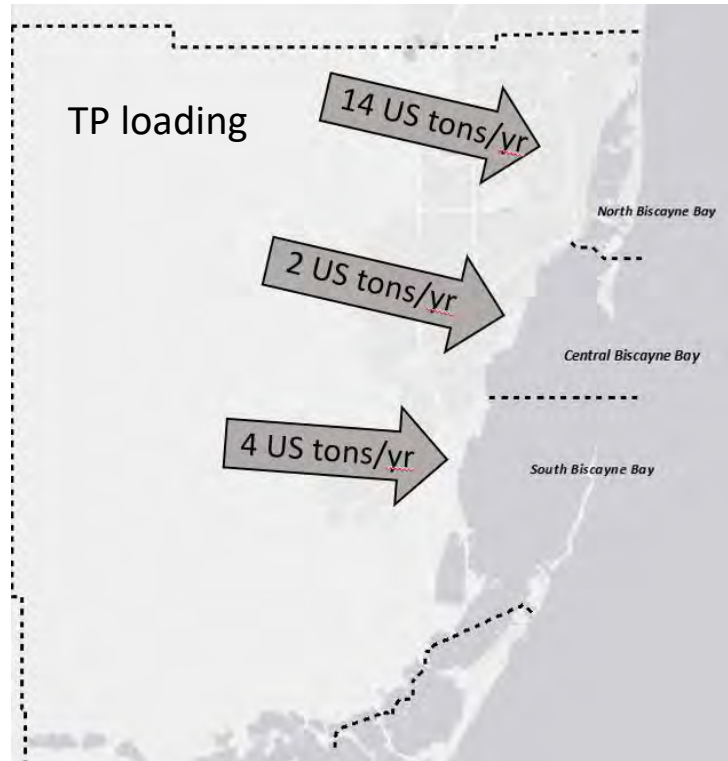 TP loading
14 US tons/yr
North Biscayne Bay
2 US tons/yr
Central Biscayne Bay
4 US tons/yr
South Biscayne Bay